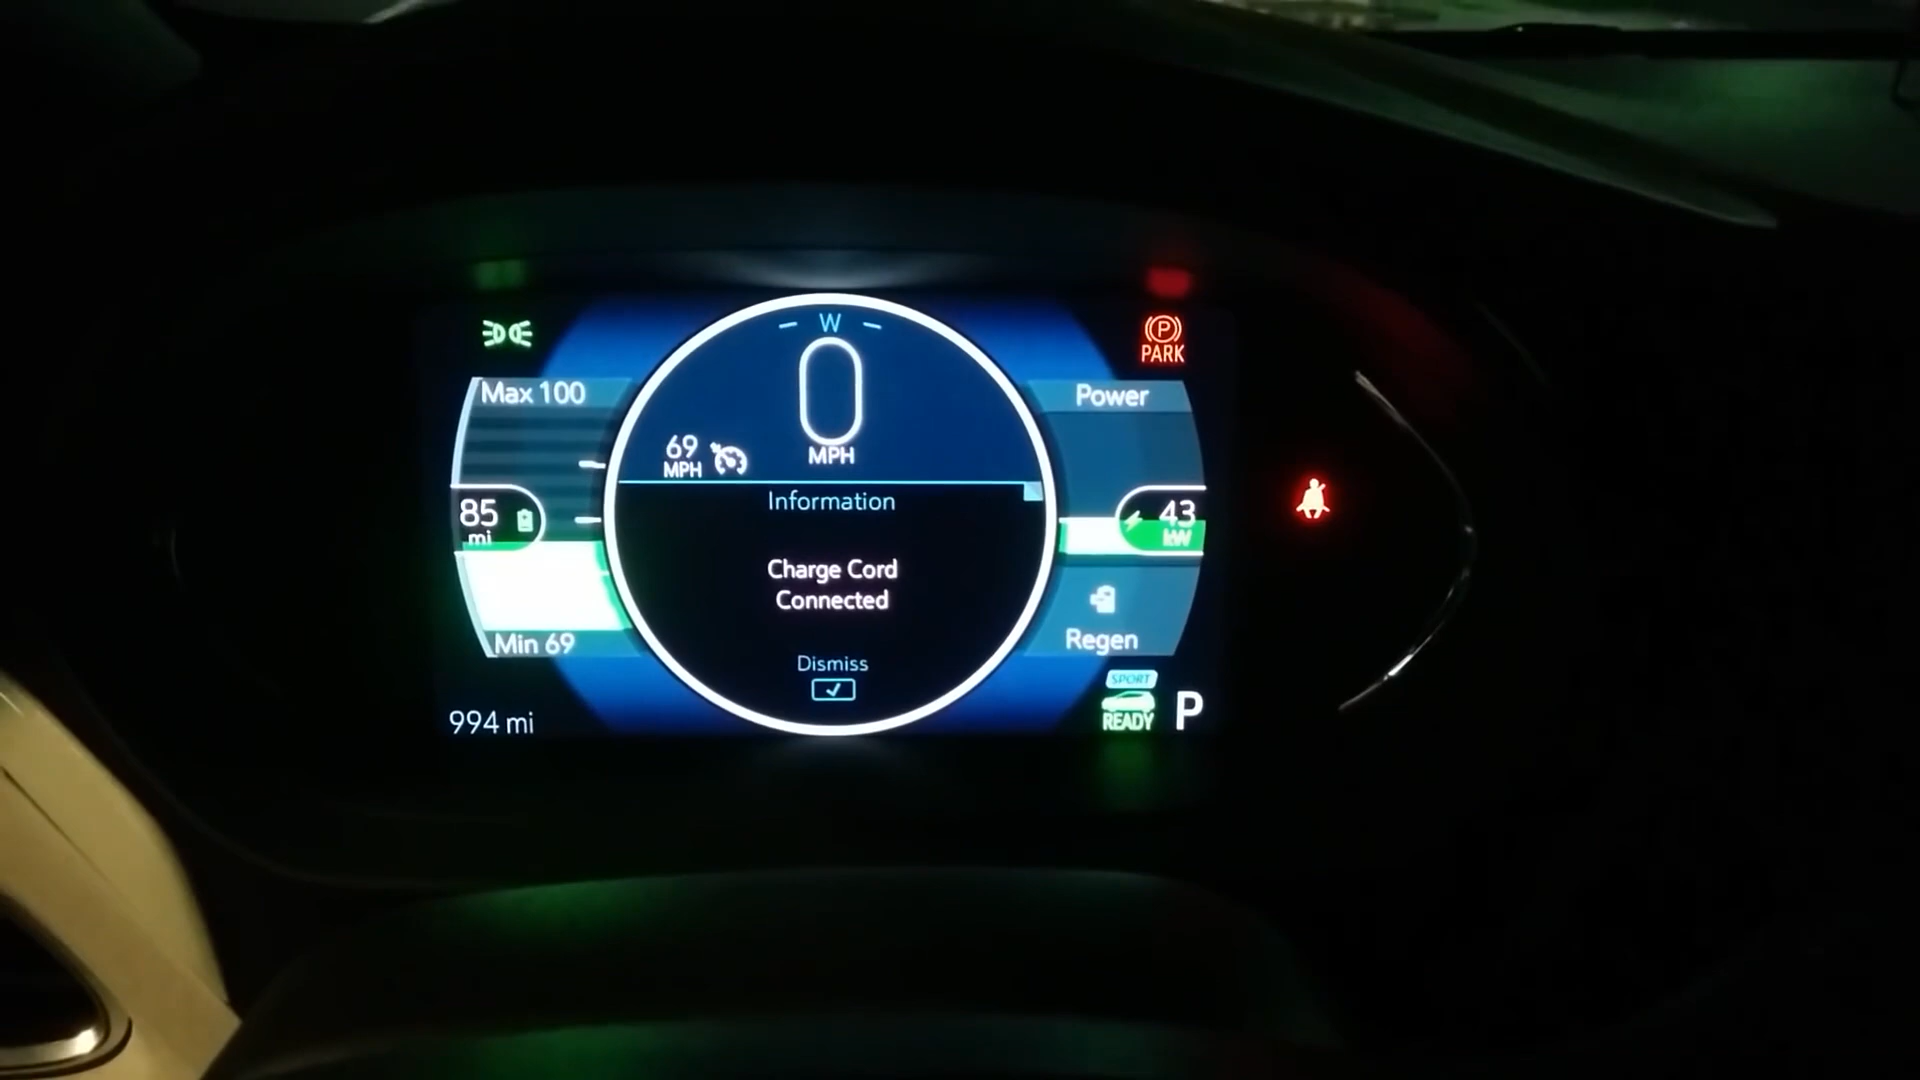 W
0
MPH
69
MPH
Information
Charge Cord
Connected
Dismiss
Max 100
85
mi
Min 69
994 mi
PARK
Power
43
kW
Regen
SPORT
READY
P